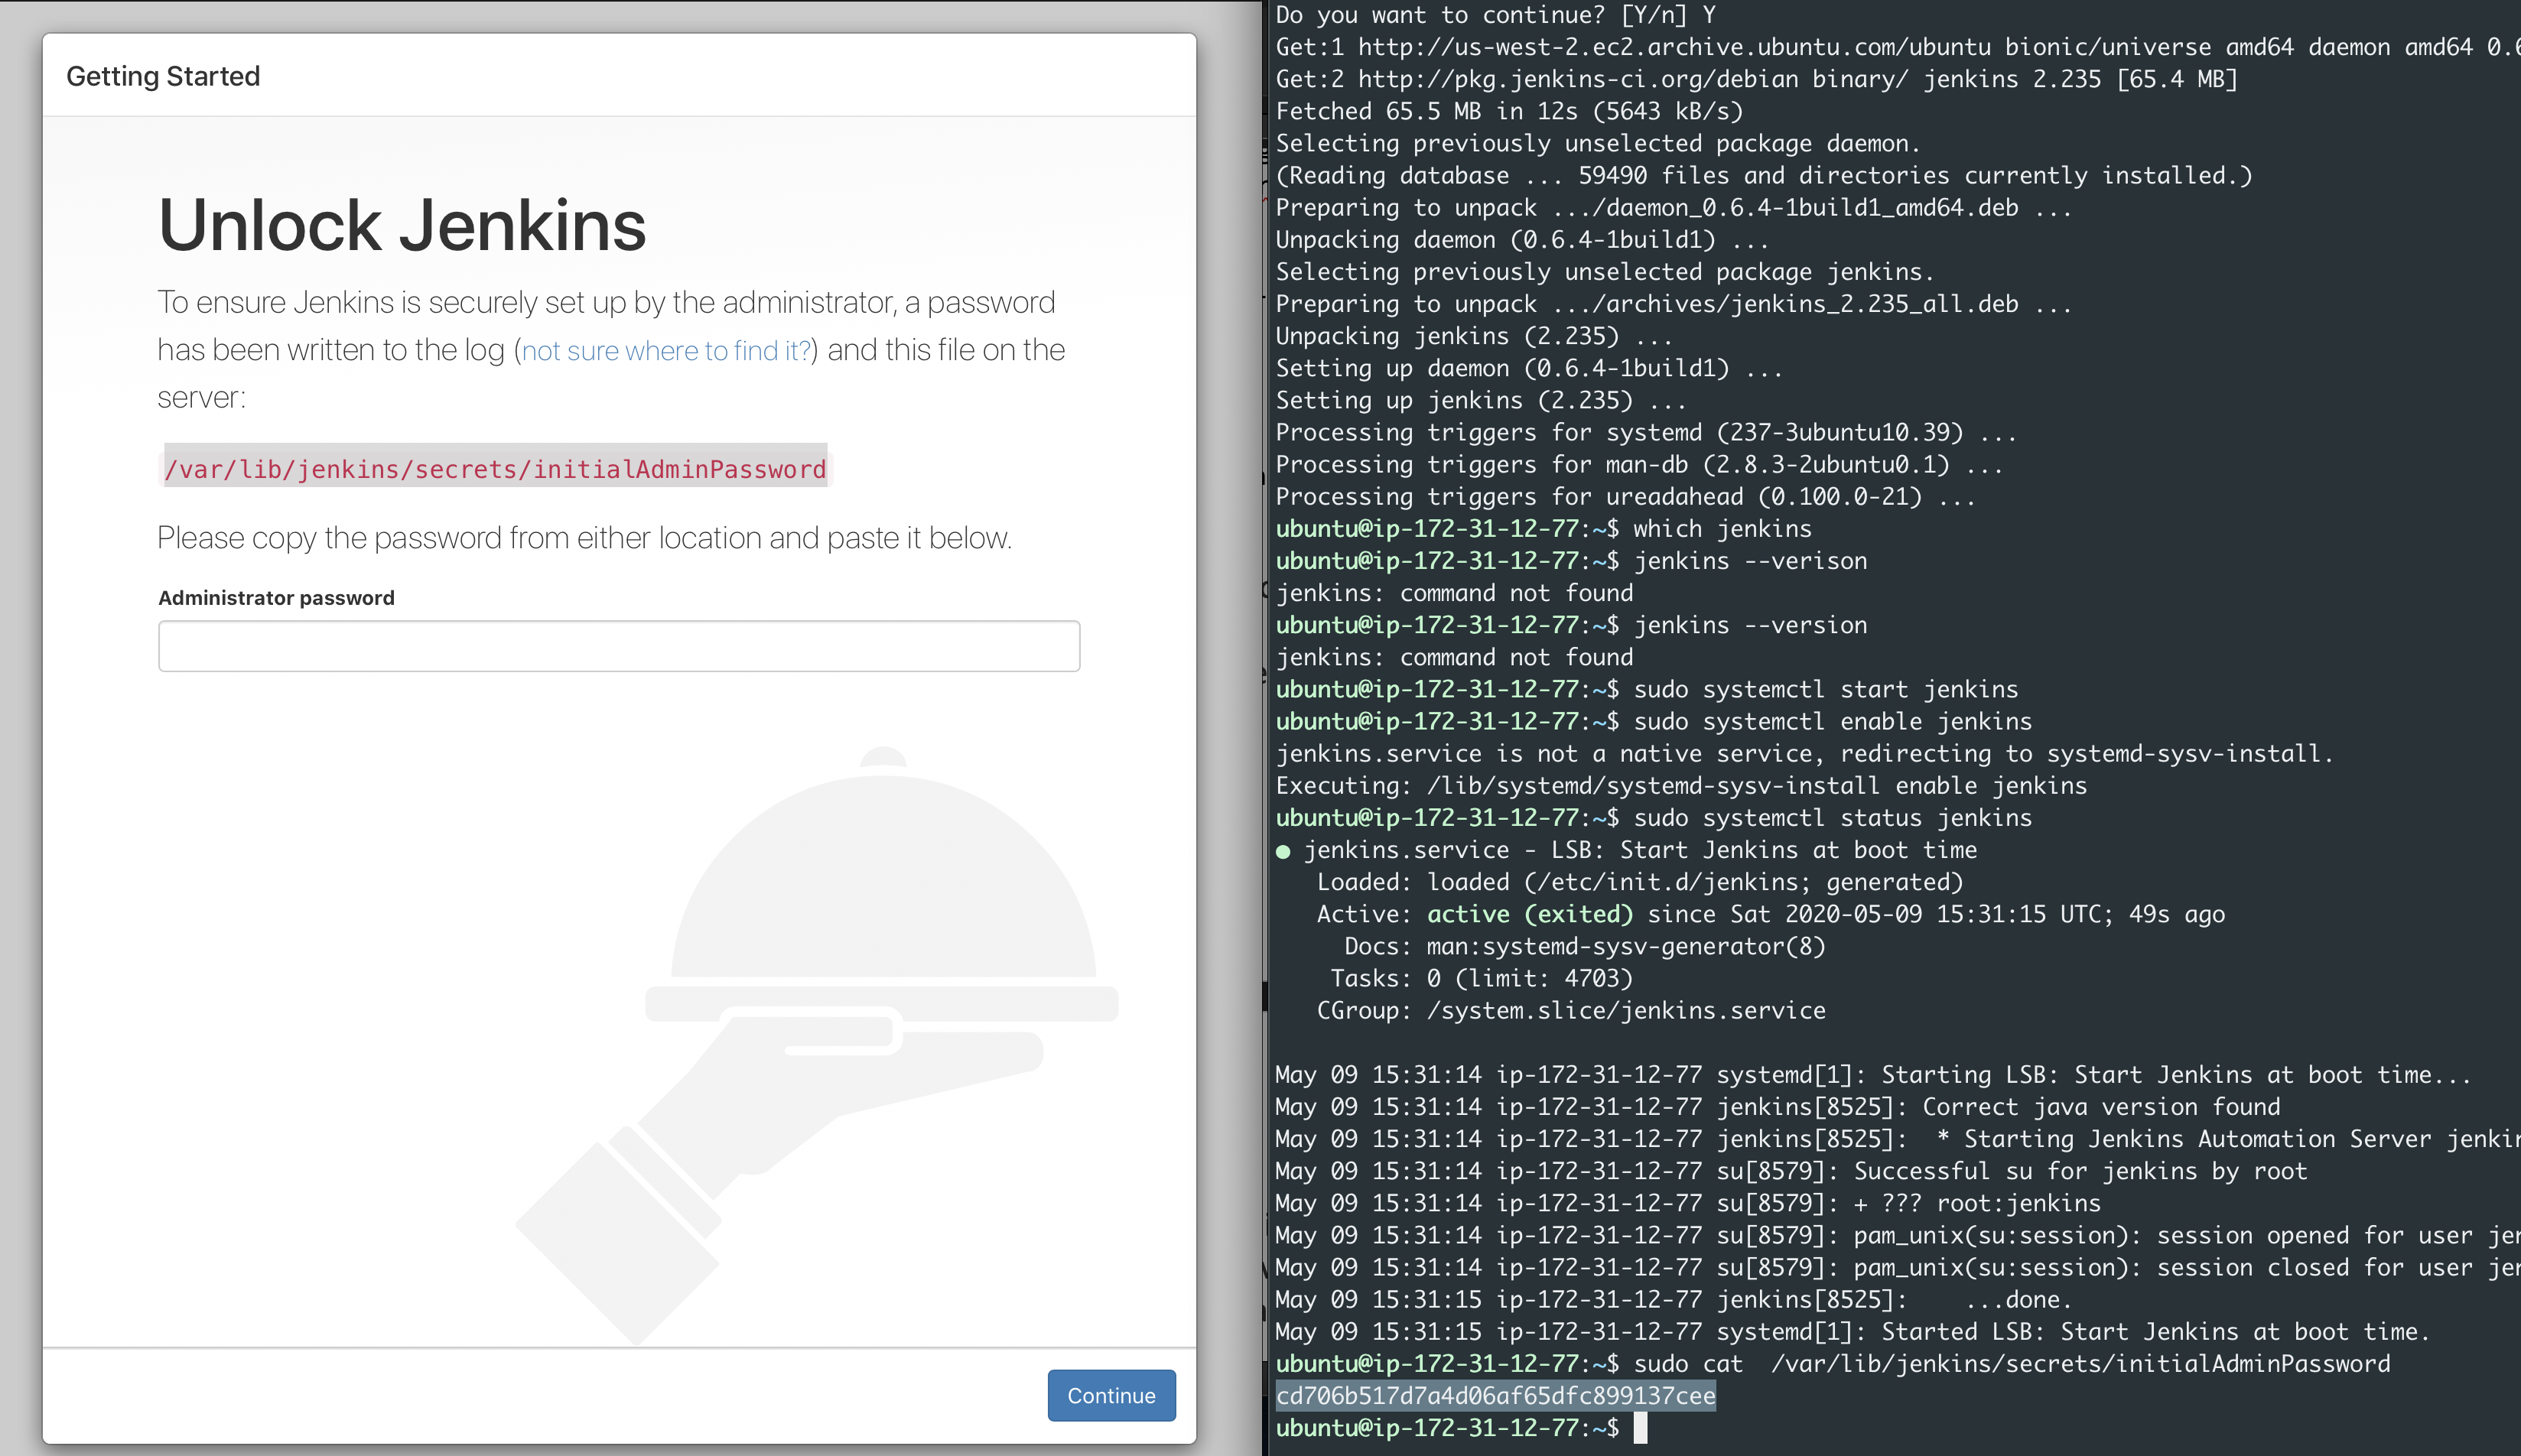 Getting Started
Unlock Jenkins
To ensure Jenkins is securely set up by the administrator, a password
has been written to the log (not sure where to find it?) and this file on the
server:
/var/lib/jenkins/secrets/initialAdminPassword
Please copy the password from either location and paste it below.
Administrator password
Continue
Do you want to continue? [Y/n] Y
Get:1 http://us-west-2.ec2.archive.ubuntu.com/ubuntu bionic/universe amd64 daemon amd64 0.6
Get:2 http://pkg.jenkins-ci.org/debian binary/ jenkins 2.235 [65.4 MB]
Fetched 65.5 MB in 12s (5643 kB/s)
Selecting previously unselected package daemon.
(Reading database ... 59490 files and directories currently installed.)
Preparing to unpack .../daemon_0.6.4-1build1_amd64.deb ...
Unpacking daemon (0.6.4-1build1) ...
Selecting previously unselected package jenkins.
Preparing to unpack .../archives/jenkins_2.235_all.deb ...
Unpacking jenkins (2.235) ...
Setting up daemon (0.6.4-1build1) ...
Setting up jenkins (2.235) ...
Processing triggers for systemd (237-3ubuntu10.39) ...
Processing triggers for man-db (2.8.3-2ubuntu0.1) ...
Processing triggers for ureadahead (0.100.0-21) ...
ubuntu@ip-172-31-12-77:~$ which jenkins
ubuntu@ip-172-31-12-77:~$ jenkins --verison
jenkins: command not found
ubuntu@ip-172-31-12-77:~$ jenkins --version
jenkins: command not found
ubuntu@ip-172-31-12-77:~$ sudo systemctl start jenkins
ubuntu@ip-172-31-12-77:~$ sudo systemctl enable jenkins
jenkins.service is not a native service, redirecting to systemd-sysv-install.
Executing: /lib/systemd/systemd-sysv-install enable jenkins
ubuntu@ip-172-31-12-77:~$ sudo systemctl status jenkins
● jenkins.service - LSB: Start Jenkins at boot time
Loaded: loaded (/etc/init.d/jenkins; generated)
Active: active (exited) since Sat 2020-05-09 15:31:15 UTC; 49s ago
Docs: man:systemd-sysv-generator(8)
Tasks: 0 (limit: 4703)
CGroup: /system.slice/jenkins.service
May 09 15:31:14 ip-172-31-12-77 systemd[1]: Starting LSB: Start Jenkins at boot time...
May 09 15:31:14 ip-172-31-12-77 jenkins[8525]: Correct java version found
May 09 15:31:14 ip-172-31-12-77 jenkins[8525]:  * Starting Jenkins Automation Server jenkin
May 09 15:31:14 ip-172-31-12-77 su[8579]: Successful su for jenkins by root
May 09 15:31:14 ip-172-31-12-77 su[8579]: + ??? root:jenkins
May 09 15:31:14 ip-172-31-12-77 su[8579]: pam_unix(su:session): session opened for user jen
May 09 15:31:14 ip-172-31-12-77 su[8579]: pam_unix(su:session): session closed for user jen
May 09 15:31:15 ip-172-31-12-77 jenkins[8525]:    ...done.
May 09 15:31:15 ip-172-31-12-77 systemd[1]: Started LSB: Start Jenkins at boot time.
ubuntu@ip-172-31-12-77:~$ sudo cat  /var/lib/jenkins/secrets/initialAdminPassword
cd706b517d7a4d06af65dfc899137cee
ubuntu@ip-172-31-12-77:~$